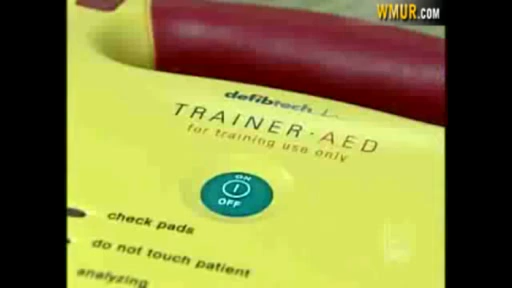 WMUR.COM
defibtech
TRAINER·AED
for training use only
ON
OFF
check pads
do not touch patient
analyzing